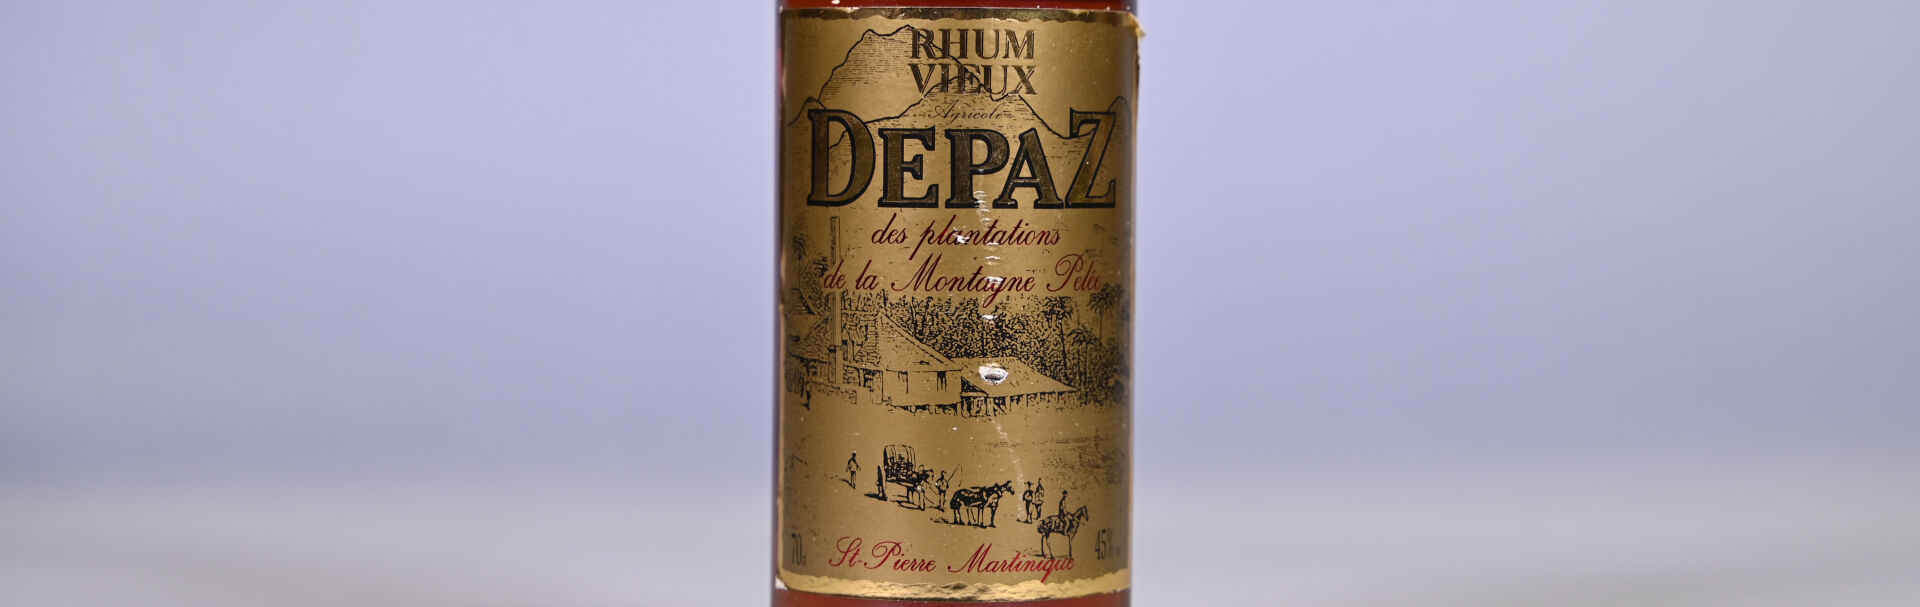 RHUM
VIEUX
Agricole
DEPAZ
des plantations
de la Montagne Pelée
70cl
St-Pierre Martinique
45%